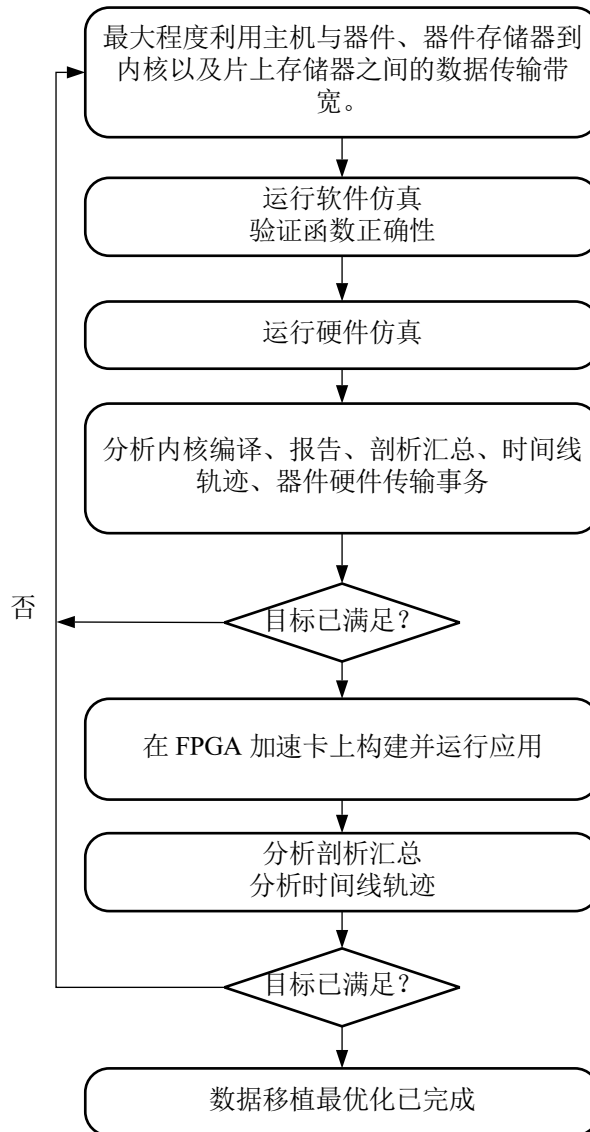 最大程度利用主机与器件、器件存储器到
内核以及片上存储器之间的数据传输带
宽。
运行软件仿真
验证函数正确性
运行硬件仿真
分析内核编译、报告、剖析汇总、时间线
轨迹、器件硬件传输事务
否
目标已满足？
在 FPGA 加速卡上构建并运行应用
分析剖析汇总
分析时间线轨迹
目标已满足？
数据移植最优化已完成